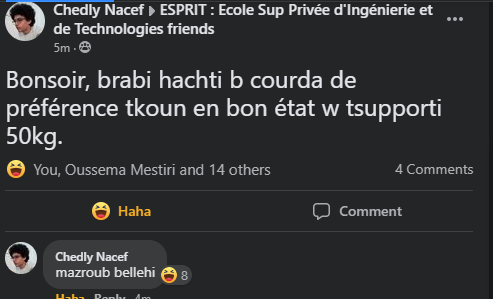 Chedly Nacef ▸ ESPRIT : Ecole Sup Privée d'Ingénierie et
de Technologies friends
5m ·
Bonsoir, brabi hachti b courda de
préférence tkoun en bon état w tsupporti
50kg.
You, Oussema Mestiri and 14 others
4 Comments
Haha
Comment
Chedly Nacef
mazroub bellehi
8
Haha Reply 4m